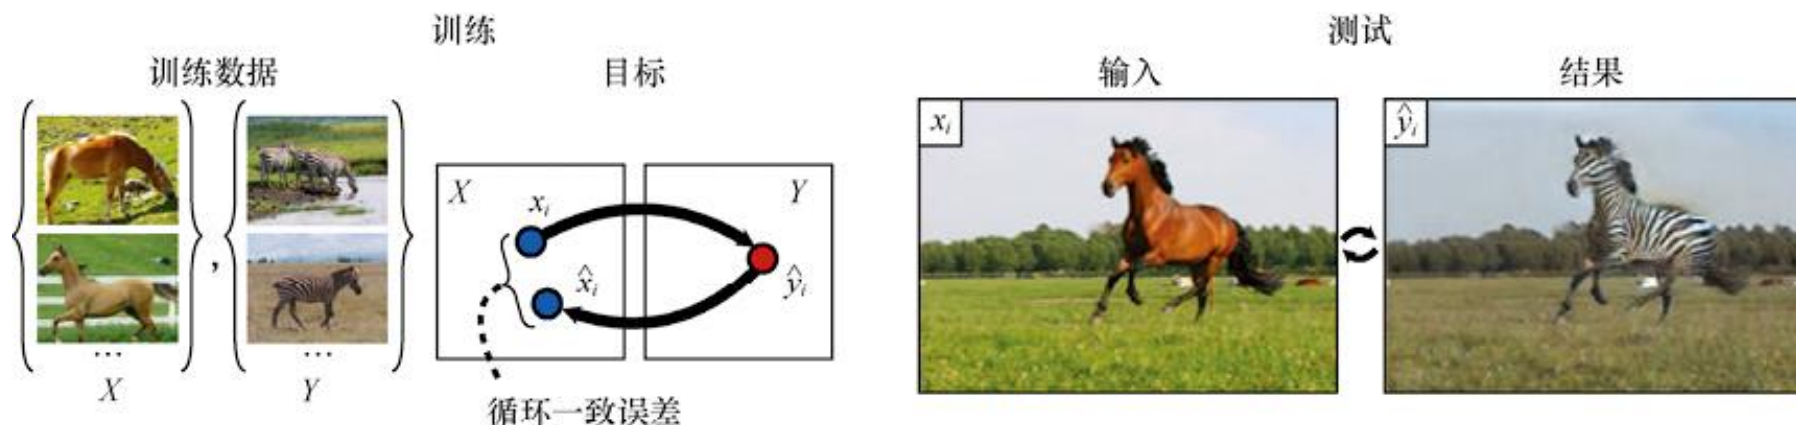 训练
测试
训练数据
目标
输入
结果
,
X
Y
x_i
x̂_i
ŷ_i
x_i
ŷ_i
...
...
X
Y
循环一致误差